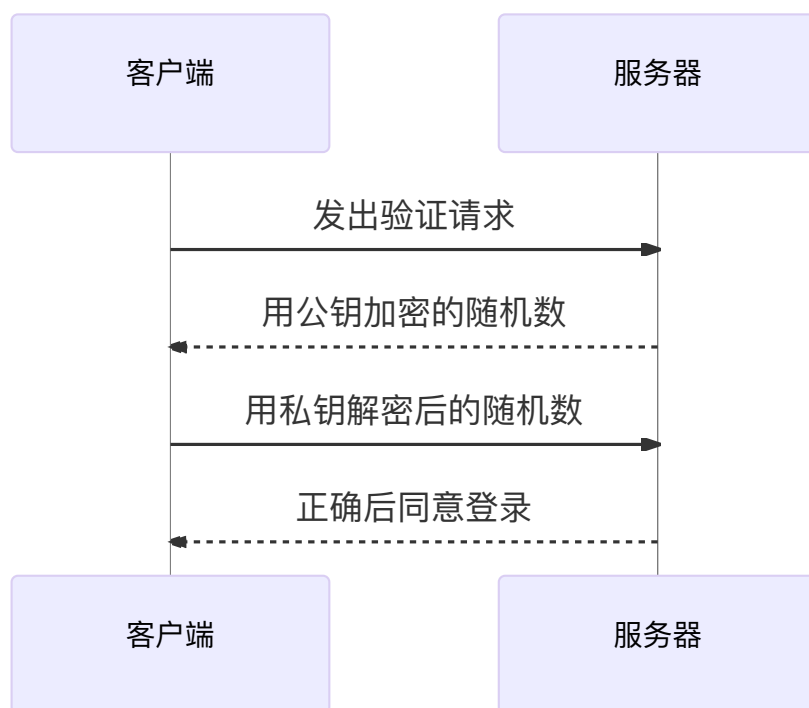 客户端
服务器
发出验证请求
用公钥加密的随机数
用私钥解密后的随机数
正确后同意登录
客户端
服务器